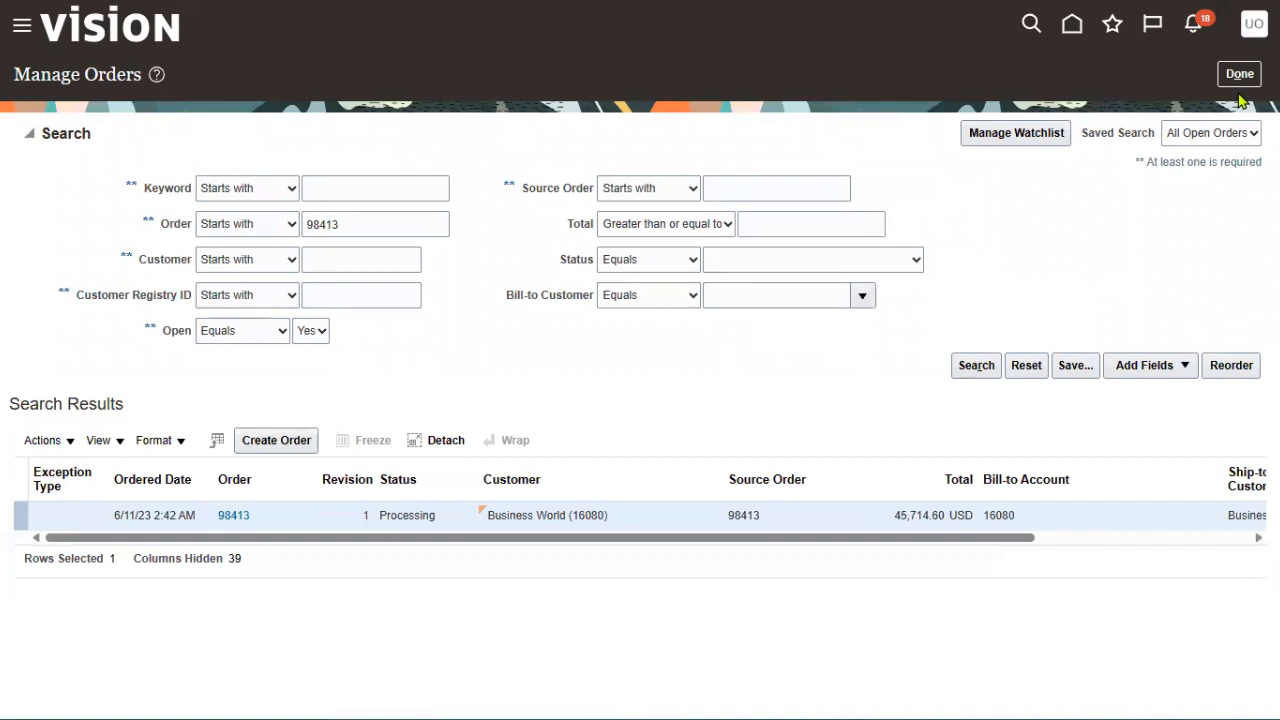 vision
18
UO
Manage Orders ?
Done
Search
Manage Watchlist Saved Search All Open Orders
** At least one is required
** Keyword Starts with
** Source Order Starts with
** Order Starts with 98413
Total Greater than or equal to
** Customer Starts with
Status Equals
** Customer Registry ID Starts with
Bill-to Customer Equals
** Open Equals Yes
Search Reset Save... Add Fields Reorder
Search Results
Actions View Format Create Order Freeze Detach Wrap
Exception Type Ordered Date Order Revision Status Customer Source Order Total Bill-to Account Ship-to Custor
6/11/23 2:42 AM 98413 1 Processing Business World (16080) 98413 45,714.60 USD 16080 Busines
Rows Selected 1 Columns Hidden 39